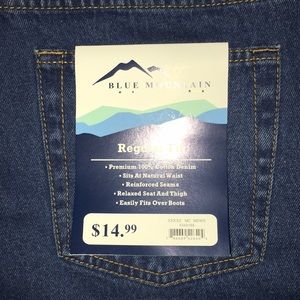 BLUE MOUNTAIN
Regular Fit
• Premium 100% Cotton Denim
• Sits At Natural Waist
• Reinforced Seams
• Relaxed Seat And Thigh
• Easily Fits Over Boots
$14.99